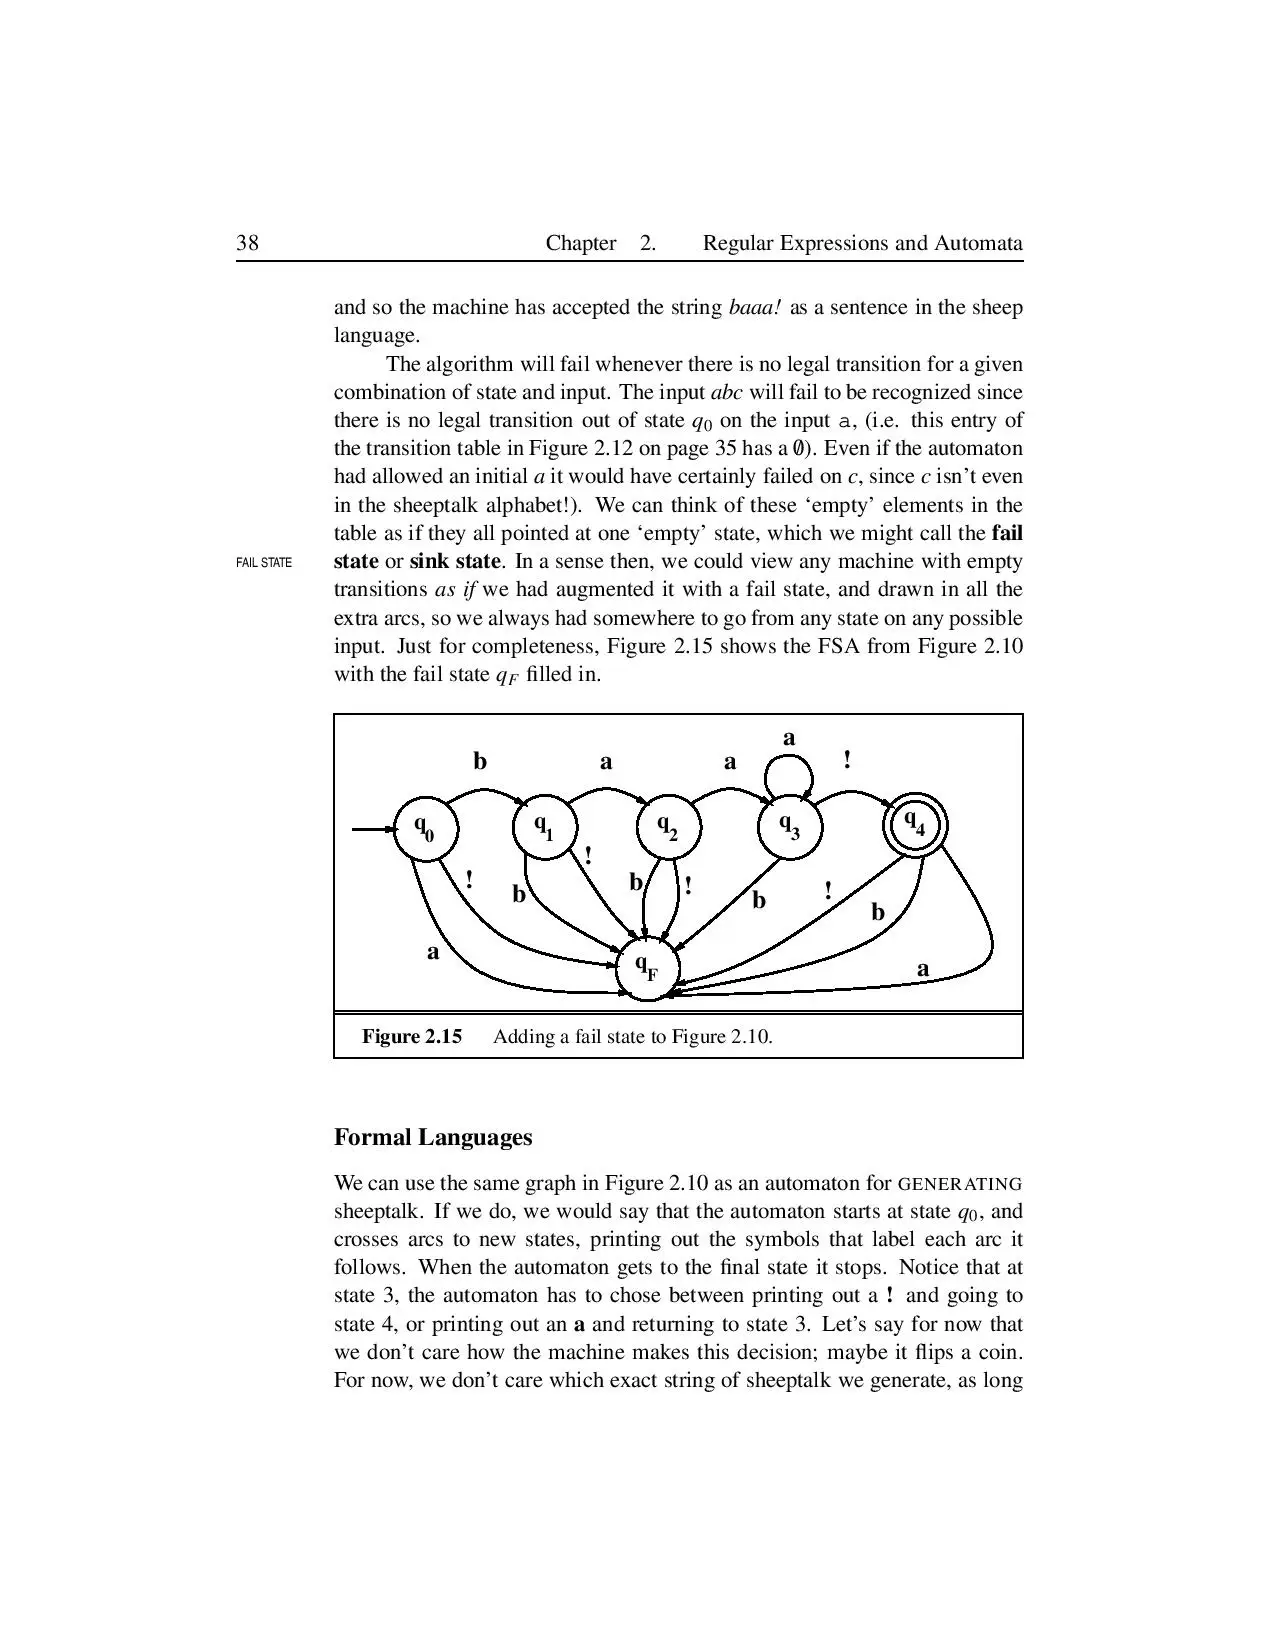 38 Chapter 2. Regular Expressions and Automata
and so the machine has accepted the string baaa! as a sentence in the sheep
language.
The algorithm will fail whenever there is no legal transition for a given
combination of state and input. The input abc will fail to be recognized since
there is no legal transition out of state q0 on the input a, (i.e. this entry of
the transition table in Figure 2.12 on page 35 has a ∅). Even if the automaton
had allowed an initial a it would have certainly failed on c, since c isn't even
in the sheeptalk alphabet!). We can think of these ‘empty’ elements in the
table as if they all pointed at one ‘empty’ state, which we might call the fail
FAIL STATE
state or sink state. In a sense then, we could view any machine with empty
transitions as if we had augmented it with a fail state, and drawn in all the
extra arcs, so we always had somewhere to go from any state on any possible
input. Just for completeness, Figure 2.15 shows the FSA from Figure 2.10
with the fail state qF filled in.
a
b a a !
q0 q1 q2 q3 q4
!
! b b ! b ! b
a a
qF
Figure 2.15 Adding a fail state to Figure 2.10.
Formal Languages
We can use the same graph in Figure 2.10 as an automaton for GENERATING
sheeptalk. If we do, we would say that the automaton starts at state q0, and
crosses arcs to new states, printing out the symbols that label each arc it
follows. When the automaton gets to the final state it stops. Notice that at
state 3, the automaton has to chose between printing out a ! and going to
state 4, or printing out an a and returning to state 3. Let's say for now that
we don't care how the machine makes this decision; maybe it flips a coin.
For now, we don't care which exact string of sheeptalk we generate, as long